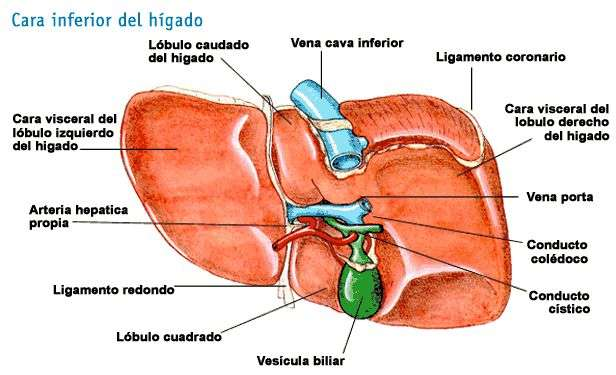 Cara inferior del hígado
Lóbulo caudado
del higado
Vena cava inferior
Ligamento coronario
Cara visceral del
lóbulo izquierdo
del higado
Cara visceral del
lobulo derecho
del higado
Arteria hepatica
propia
Vena porta
Conducto
colédoco
Ligamento redondo
Conducto
cístico
Lóbulo cuadrado
Vesícula biliar